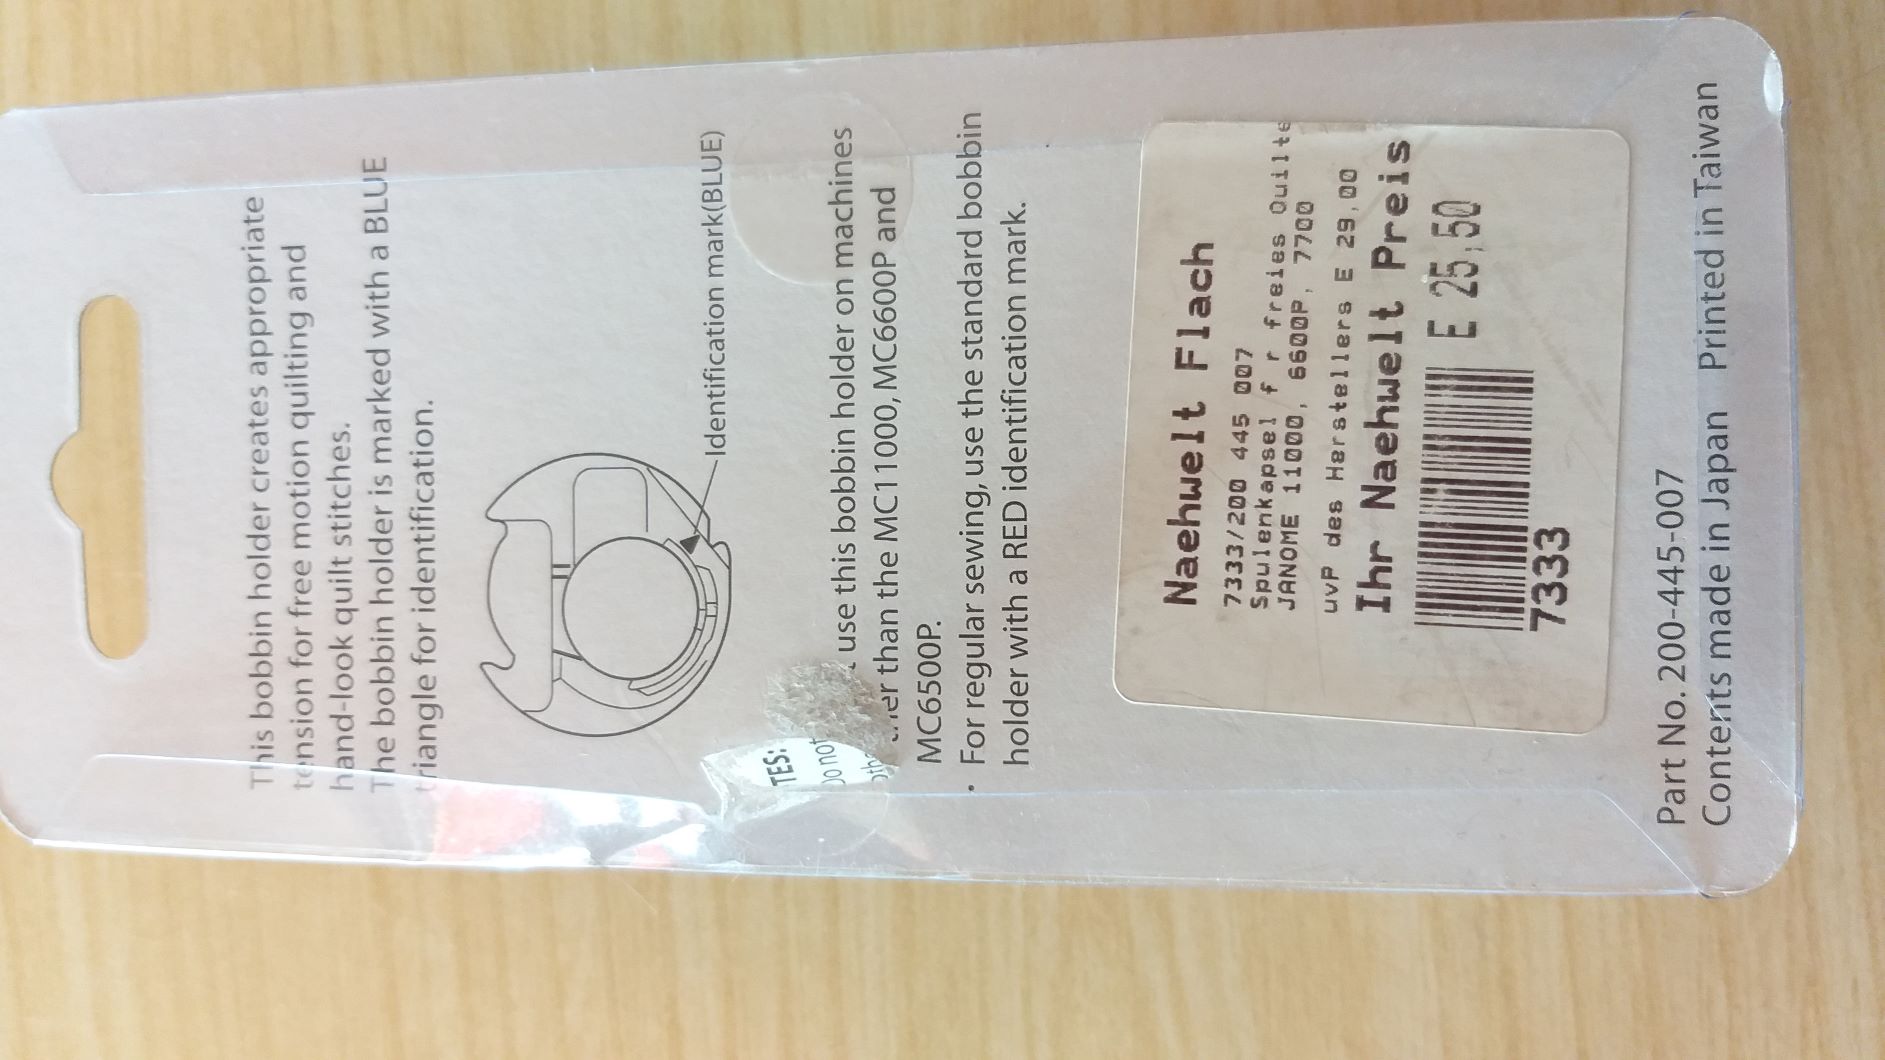 This bobbin holder creates appropriate
tension for free motion quilting and
hand-look quilt stitches.
The bobbin holder is marked with a BLUE
triangle for identification.
Identification mark(BLUE)
TES:
Do not use this bobbin holder on machines
other than the MC11000, MC6600P and
MC6500P.
· For regular sewing, use the standard bobbin
holder with a RED identification mark.
Naehwelt Flach
7333/200 445 007
Spulenkapsel f r freies Quilte
JANOME 11000, 6600P, 7700
uvP des Herstellers E 29,00
Ihr Naehwelt Preis
E 25,50
7333
Part No. 200-445-007
Contents made in Japan Printed in Taiwan